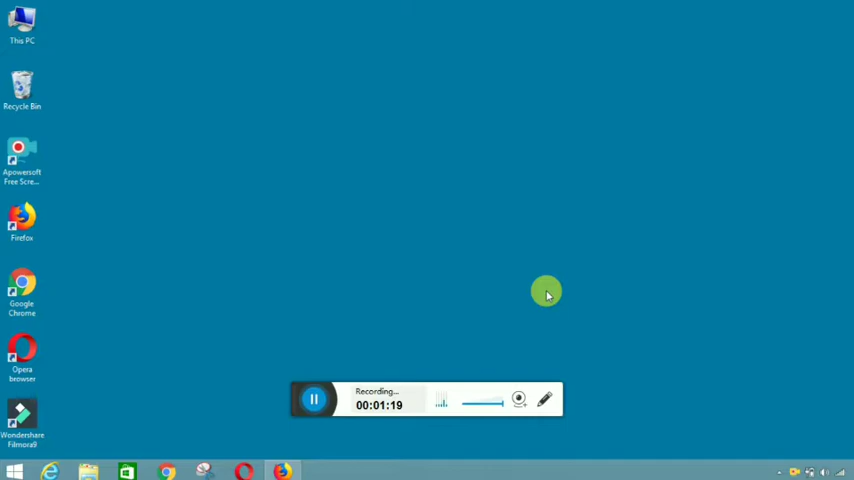 This PC
Recycle Bin
Apowersoft
Free Scre...
Firefox
Google
Chrome
Opera
browser
Wondershare
Filmora9
Recording...
00:01:19